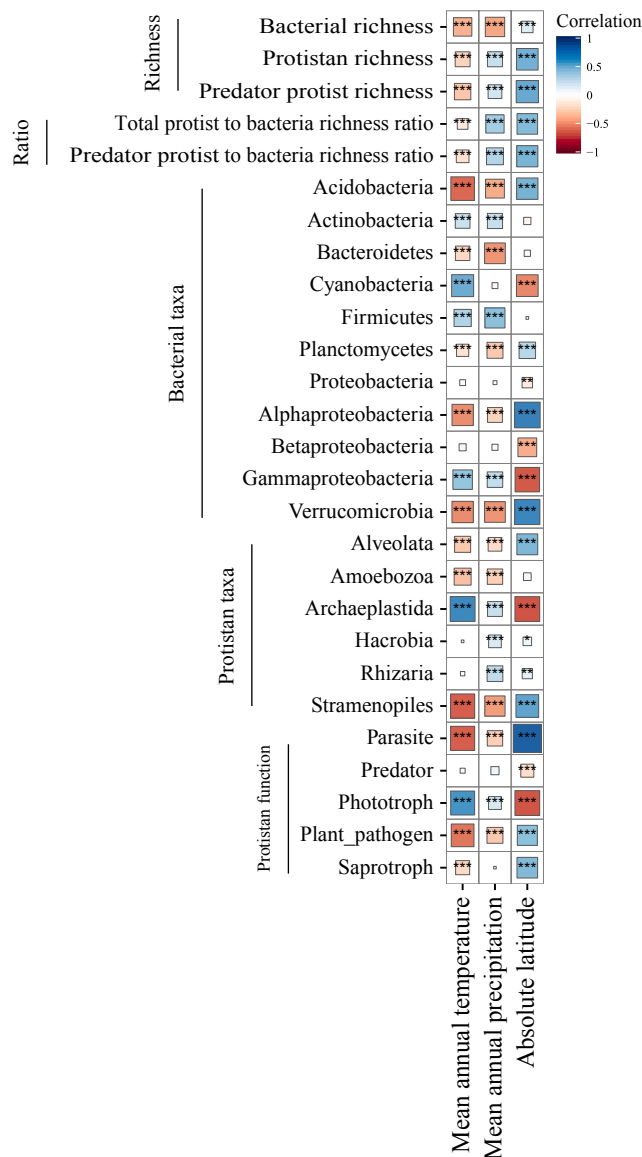 Correlation
1
0.5
0
−0.5
−1
Richness
Bacterial richness *** *** ***
Protistan richness *** *** ***
Predator protist richness *** *** ***
Ratio
Total protist to bacteria richness ratio *** *** ***
Predator protist to bacteria richness ratio *** *** ***
Bacterial taxa
Acidobacteria *** *** ***
Actinobacteria *** ***
Bacteroidetes *** ***
Cyanobacteria *** ***
Firmicutes *** ***
Planctomycetes *** *** ***
Proteobacteria **
Alphaproteobacteria *** *** ***
Betaproteobacteria ***
Gammaproteobacteria *** *** ***
Verrucomicrobia *** *** ***
Protistan taxa
Alveolata *** *** ***
Amoebozoa *** ***
Archaeplastida *** *** ***
Hacrobia *** *
Rhizaria *** **
Stramenopiles *** *** ***
Protistan function
Parasite *** *** ***
Predator ***
Phototroph *** *** ***
Plant_pathogen *** *** ***
Saprotroph *** ***
Mean annual temperature
Mean annual precipitation
Absolute latitude